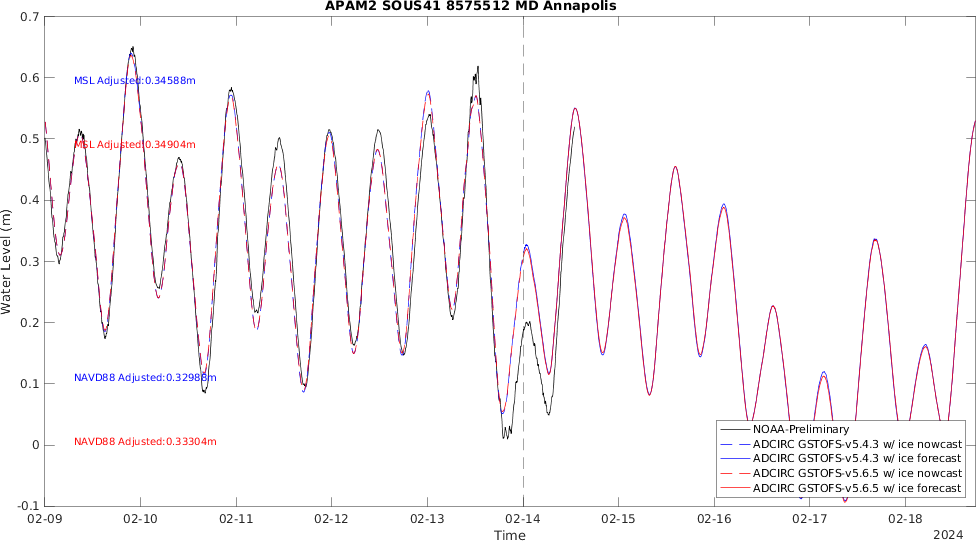 APAM2 SOUS41 8575512 MD Annapolis
0.7
0.6
0.5
0.4
0.3
0.2
0.1
0
-0.1
Water Level (m)
MSL Adjusted:0.34588m
MSL Adjusted:0.34904m
NAVD88 Adjusted:0.32988m
NAVD88 Adjusted:0.33304m
NOAA-Preliminary
ADCIRC GSTOFS-v5.4.3 w/ ice nowcast
ADCIRC GSTOFS-v5.4.3 w/ ice forecast
ADCIRC GSTOFS-v5.6.5 w/ ice nowcast
ADCIRC GSTOFS-v5.6.5 w/ ice forecast
02-09 02-10 02-11 02-12 02-13 02-14 02-15 02-16 02-17 02-18
Time
2024